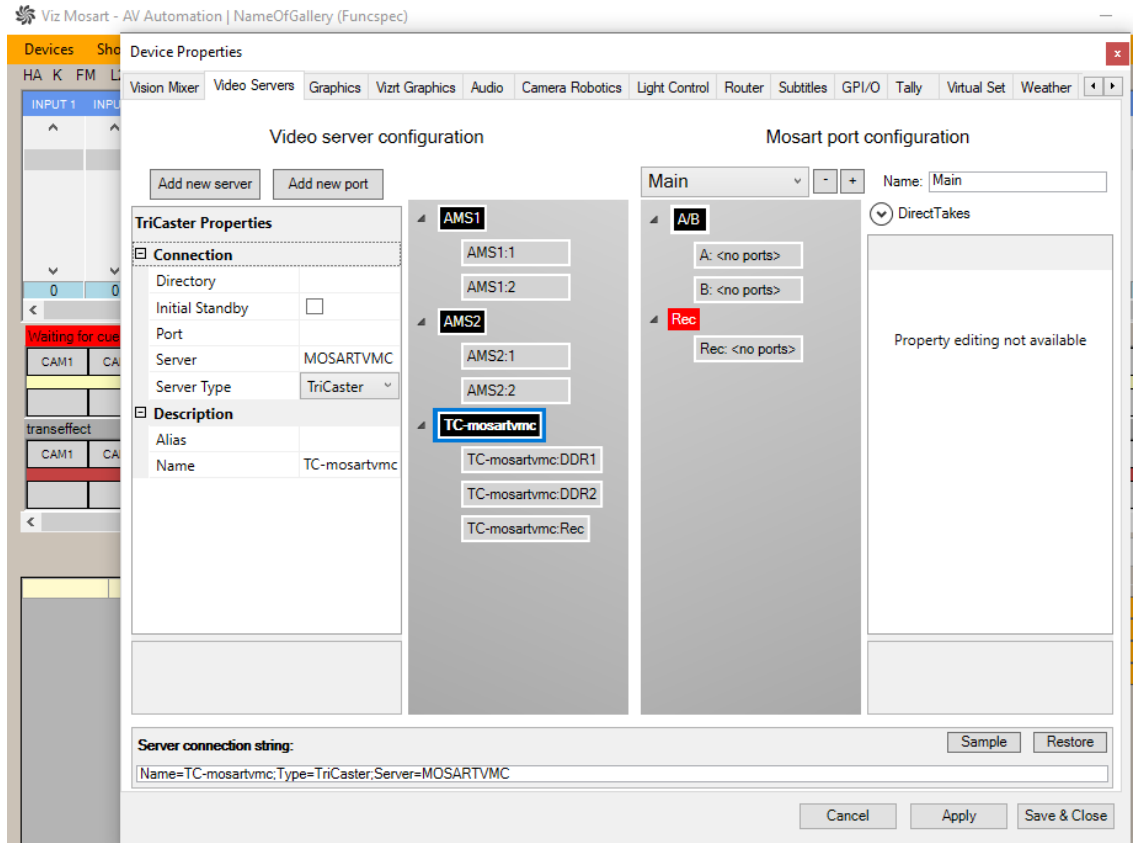 Viz Mosart - AV Automation | NameOfGallery (Funcspec)
Devices Sho
HA K FM
INPUT 1 INPU
0 0
Waiting for cue
CAM1 CA
transeffect
CAM1 CA
Device Properties
x
Vision Mixer Video Servers Graphics Vizrt Graphics Audio Camera Robotics Light Control Router Subtitles GPI/O Tally Virtual Set Weather
Video server configuration
Mosart port configuration
Add new server Add new port
Main - + Name: Main
DirectTakes
TriCaster Properties
Connection
Directory
Initial Standby
Port
Server MOSARTVMC
Server Type TriCaster
Description
Alias
Name TC-mosartvmc
AMS1
AMS1:1
AMS1:2
AMS2
AMS2:1
AMS2:2
TC-mosartvmc
TC-mosartvmc:DDR1
TC-mosartvmc:DDR2
TC-mosartvmc:Rec
A/B
A: <no ports>
B: <no ports>
Rec
Rec: <no ports>
Property editing not available
Server connection string:
Sample Restore
Name=TC-mosartvmc;Type=TriCaster;Server=MOSARTVMC
Cancel Apply Save & Close